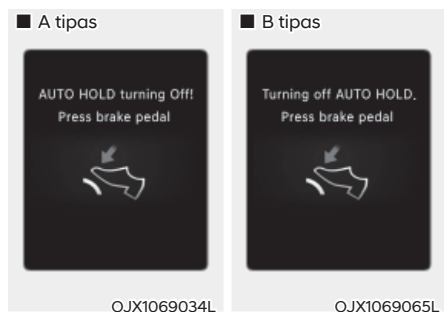 ■ A tipas
AUTO HOLD turning Off!
Press brake pedal
OJX1069034L
■ B tipas
Turning off AUTO HOLD.
Press brake pedal
OJX1069065L